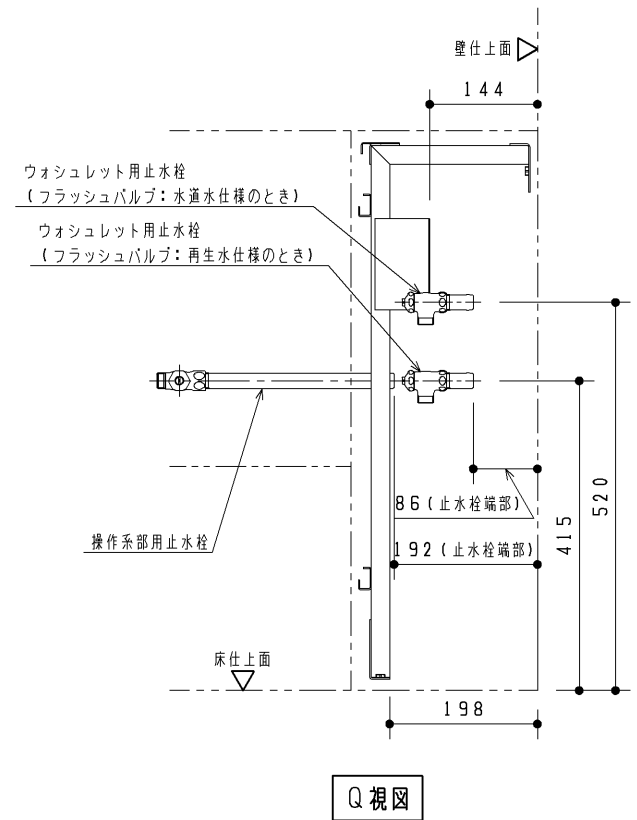 壁仕上面
144
ウォシュレット用止水栓
(フラッシュバルブ：水道水仕様のとき)
ウォシュレット用止水栓
(フラッシュバルブ：再生水仕様のとき)
86(止水栓端部)
操作系部用止水栓
192(止水栓端部)
415
520
床仕上面
198
Q視図